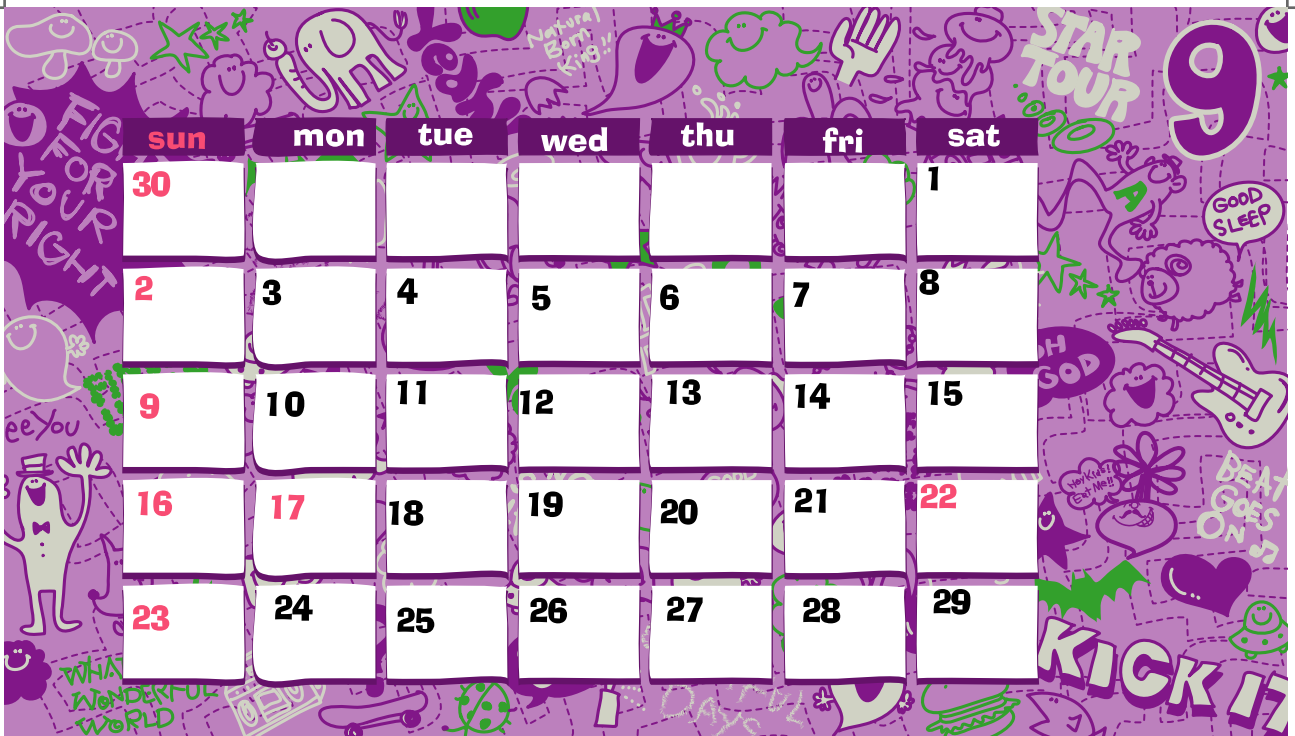 Natural
Born
King!!
STAR
TOUR
9
FIG
FOR
YOUR
RIGHT
sun mon tue wed thu fri sat
30 1
A
GOOD
SLEEP
2 3 4 5 6 7 8
OH
GOD
9 10 11 12 13 14 15
eeYou
Hey Kids!
Eat Me!!
BEAT
GOES
ON
16 17 18 19 20 21 22
23 24 25 26 27 28 29
KICK IT
WHAT
WONDERFUL
WORLD
DAYS